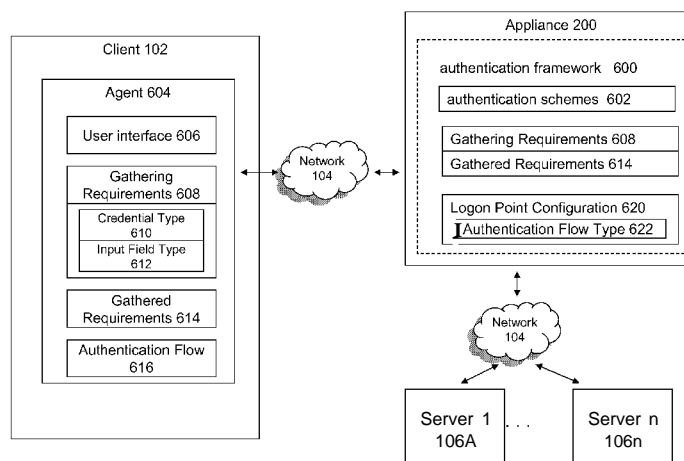 Client 102
Agent 604
User interface 606
Gathering
Requirements 608
Credential Type
610
Input Field Type
612
Gathered
Requirements 614
Authentication Flow
616
Network
104
Appliance 200
authentication framework 600
authentication schemes 602
Gathering Requirements 608
Gathered Requirements 614
Logon Point Configuration 620
Authentication Flow Type 622
Network
104
Server 1
106A
. . .
Server n
106n